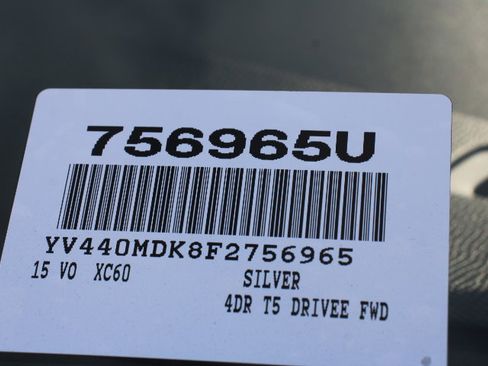 756965U
YV440MDK8F2756965
15 VO XC60 SILVER
4DR T5 DRIVEE FWD